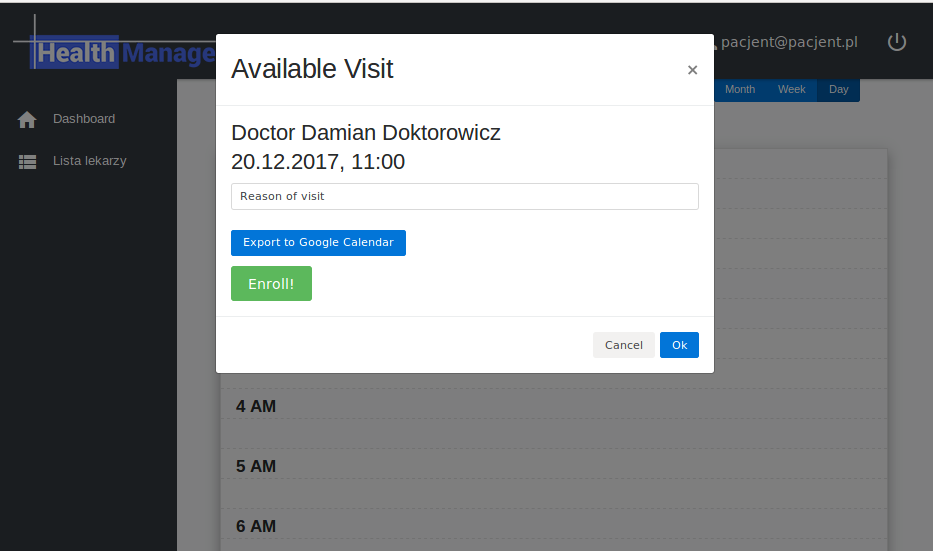 Health Manage
pacjent@pacjent.pl
Dashboard
Lista lekarzy
Month
Week
Day
Available Visit
×
Doctor Damian Doktorowicz
20.12.2017, 11:00
Reason of visit
Export to Google Calendar
Enroll!
Cancel
Ok
4 AM
5 AM
6 AM